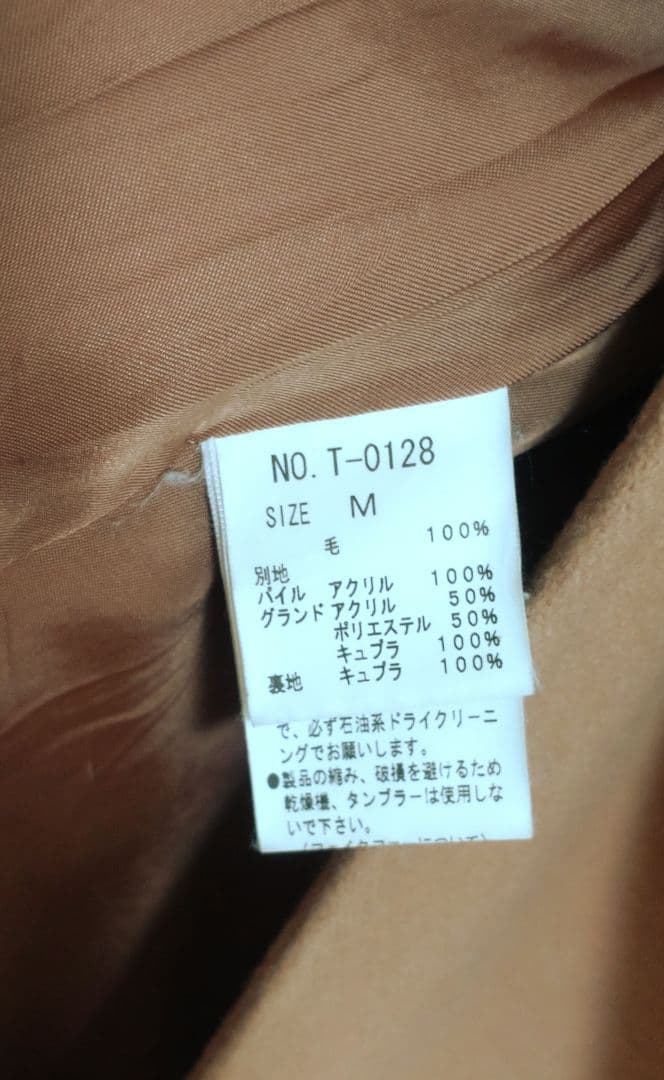 NO. T-0128
SIZE M
毛 100%
別地
パイル アクリル 100%
グランド アクリル 50%
ポリエステル 50%
キュプラ 100%
裏地 キュプラ 100%
で、必ず石油系ドライクリーニ
ングでお願いします。
●製品の縮み、破損を避けるため
乾燥機、タンブラーは使用しな
いで下さい。